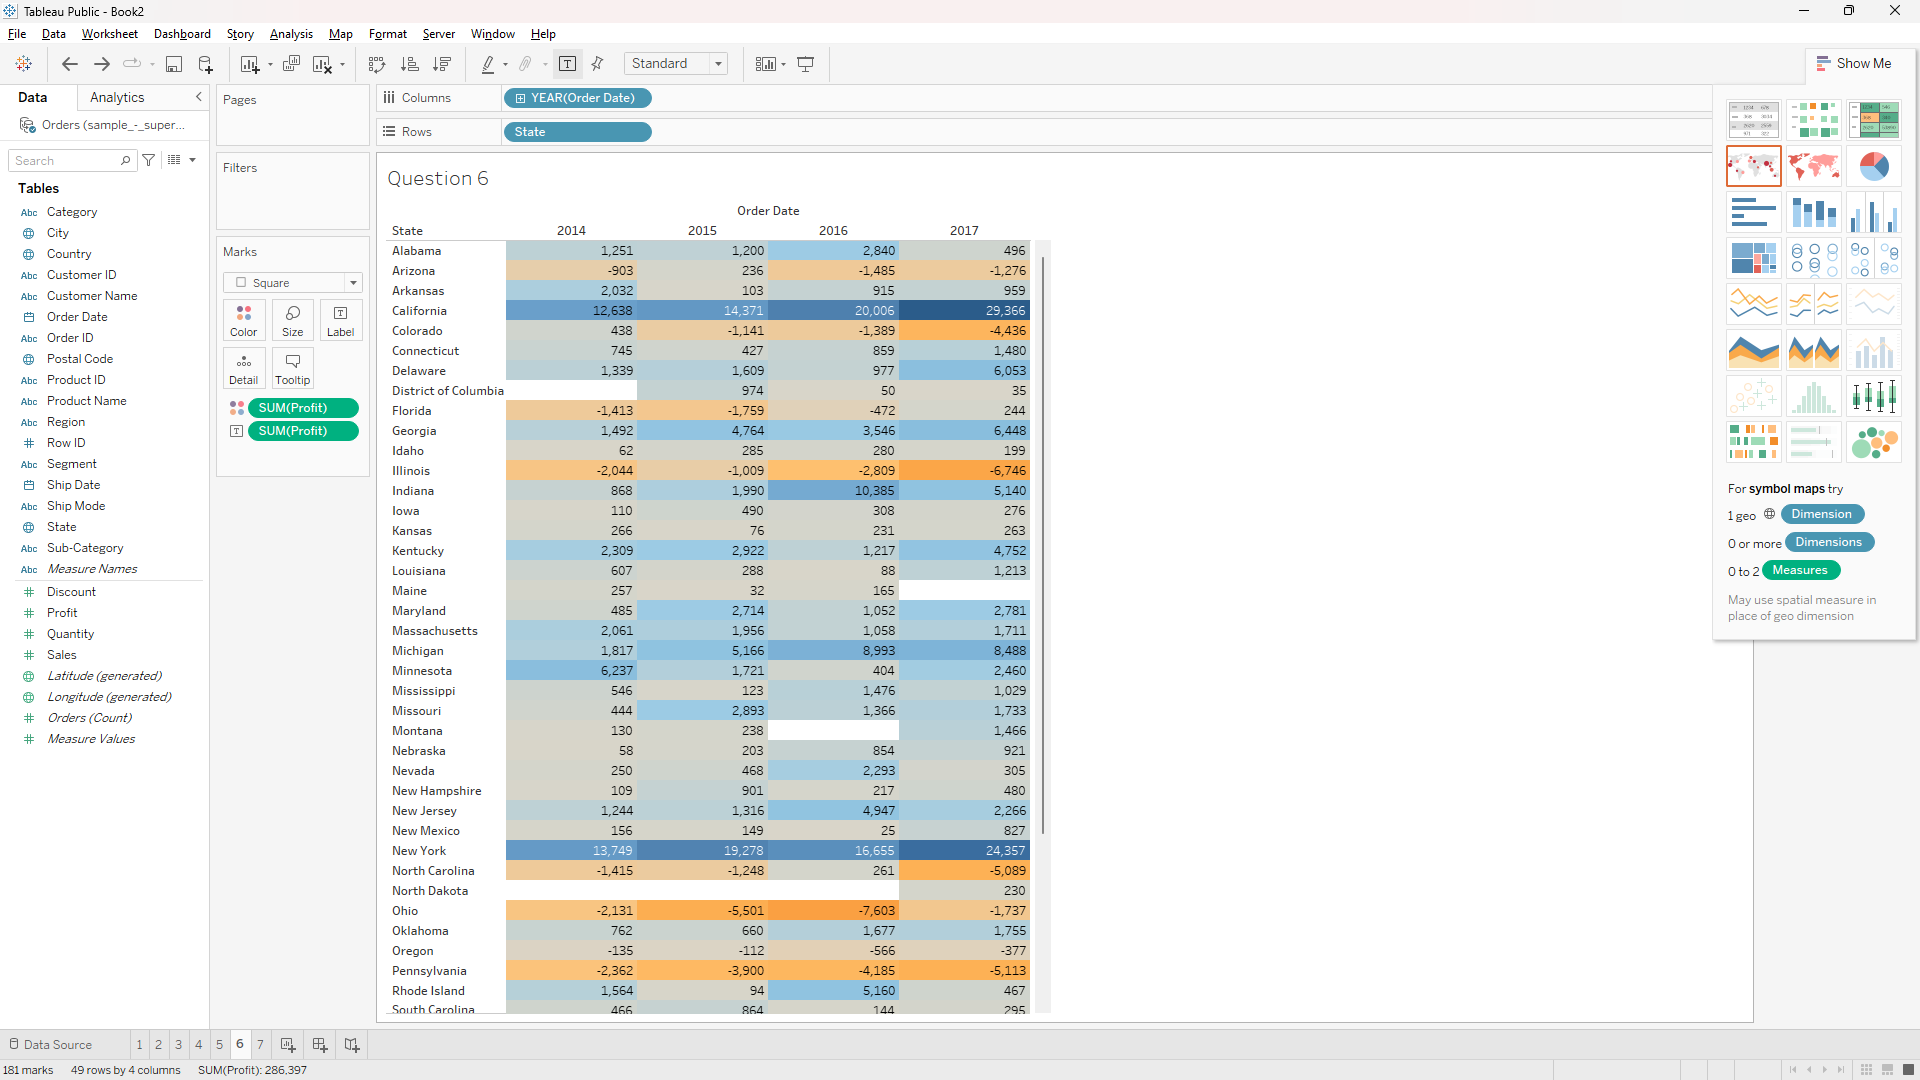 Tableau Public - Book2
File Data Worksheet Dashboard Story Analysis Map Format Server Window Help
Standard
Show Me
Data Analytics
Orders (sample_-_super...
Search
Tables
Abc Category
City
Country
Abc Customer ID
Abc Customer Name
Order Date
Abc Order ID
Postal Code
Abc Product ID
Abc Product Name
Abc Region
Row ID
Abc Segment
Ship Date
Abc Ship Mode
State
Abc Sub-Category
Abc Measure Names
Discount
Profit
Quantity
Sales
Latitude (generated)
Longitude (generated)
Orders (Count)
Measure Values
Pages
Filters
Marks
Square
Color Size Label
Detail Tooltip
SUM(Profit)
SUM(Profit)
Columns YEAR(Order Date)
Rows State
Question 6
Order Date
State 2014 2015 2016 2017
Alabama 1,251 1,200 2,840 496
Arizona -903 236 -1,485 -1,276
Arkansas 2,032 103 915 959
California 12,638 14,371 20,006 29,366
Colorado 438 -1,141 -1,389 -4,436
Connecticut 745 427 859 1,480
Delaware 1,339 1,609 977 6,053
District of Columbia 974 50 35
Florida -1,413 -1,759 -472 244
Georgia 1,492 4,764 3,546 6,448
Idaho 62 285 280 199
Illinois -2,044 -1,009 -2,809 -6,746
Indiana 868 1,990 10,385 5,140
Iowa 110 490 308 276
Kansas 266 76 231 263
Kentucky 2,309 2,922 1,217 4,752
Louisiana 607 288 88 1,213
Maine 257 32 165
Maryland 485 2,714 1,052 2,781
Massachusetts 2,061 1,956 1,058 1,711
Michigan 1,817 5,166 8,993 8,488
Minnesota 6,237 1,721 404 2,460
Mississippi 546 123 1,476 1,029
Missouri 444 2,893 1,366 1,733
Montana 130 238 1,466
Nebraska 58 203 854 921
Nevada 250 468 2,293 305
New Hampshire 109 901 217 480
New Jersey 1,244 1,316 4,947 2,266
New Mexico 156 149 25 827
New York 13,749 19,278 16,655 24,357
North Carolina -1,415 -1,248 261 -5,089
North Dakota 230
Ohio -2,131 -5,501 -7,603 -1,737
Oklahoma 762 660 1,677 1,755
Oregon -135 -112 -566 -377
Pennsylvania -2,362 -3,900 -4,185 -5,113
Rhode Island 1,564 94 5,160 467
South Carolina 466 864 144 295
For symbol maps try
1 geo Dimension
0 or more Dimensions
0 to 2 Measures
May use spatial measure in
place of geo dimension
Data Source 1 2 3 4 5 6 7
181 marks 49 rows by 4 columns SUM(Profit): 286,397